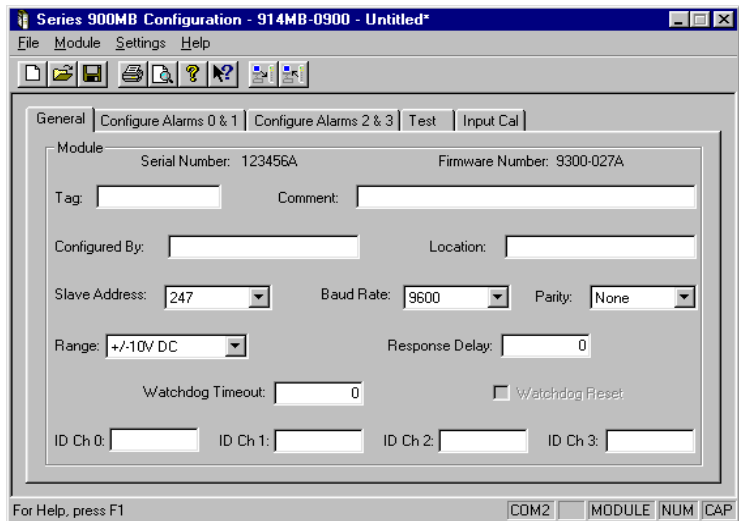 Series 900MB Configuration - 914MB-0900 - Untitled*
File Module Settings Help
General Configure Alarms 0 & 1 Configure Alarms 2 & 3 Test Input Cal
Module
Serial Number: 123456A Firmware Number: 9300-027A
Tag: Comment:
Configured By: Location:
Slave Address: 247 Baud Rate: 9600 Parity: None
Range: +/-10V DC Response Delay: 0
Watchdog Timeout: 0 Watchdog Reset
ID Ch 0: ID Ch 1: ID Ch 2: ID Ch 3:
For Help, press F1 COM2 MODULE NUM CAP